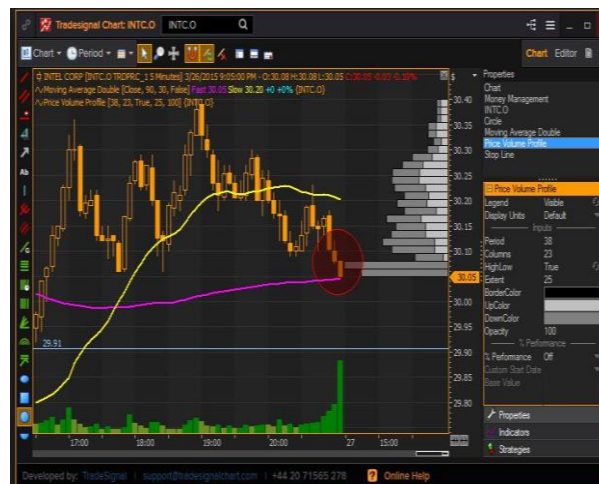 Tradesignal Chart: INTC.O INTC.O
Chart Period Chart Editor
INTEL CORP [INTC.O TRDPRC_1 5 Minutes] 3/26/2015 9:05:00 PM - O:30.08 H:30.08 L:30.05 C:30.05 -0.03 -0.10%
Moving Average Double [Close, 90, 30, False] Fast 30.05 Slow 30.20 +0 +0% {INTC.O}
Price Volume Profile [38, 23, True, 25, 100] {INTC.O}
$
30.40
30.35
30.30
30.25
30.20
30.15
30.10
30.05
30.00
29.95
29.90
29.85
29.80
29.91
Ab
17:00 18:00 19:00 20:00 27 15:00
Properties
Chart
Money Management
INTC.O
Circle
Moving Average Double
Price Volume Profile
Stop Line
Price Volume Profile
Legend Visible
Display Units Default
Inputs
Period 38
Columns 23
HighLow True
Extent 25
BorderColor
UpColor
DownColor
Opacity 100
% Performance
% Performance Off
Custom Start Date
Base Value
Properties
Indicators
Strategies
Developed by: TradeSignal | support@tradesignalchart.com | +44 20 71565 278 ? Online Help